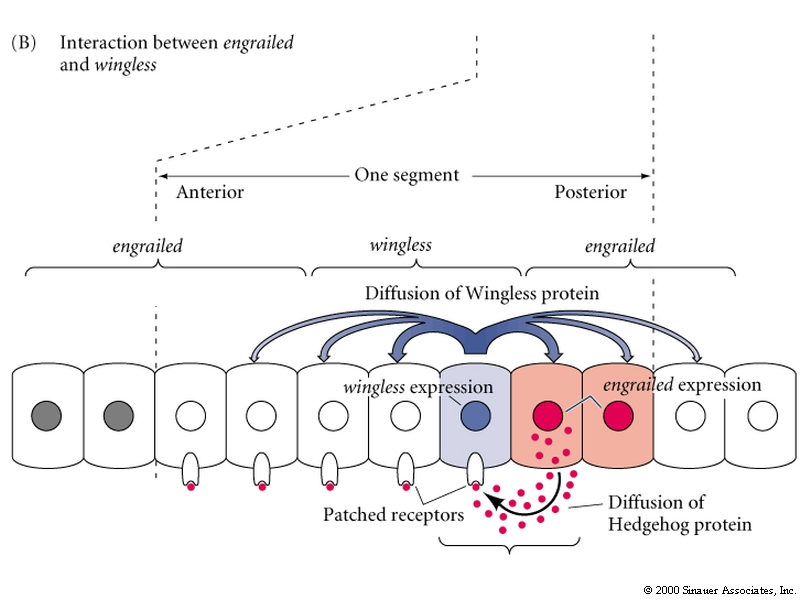 (B) Interaction between engrailed
and wingless
One segment
Anterior
Posterior
engrailed
wingless
engrailed
Diffusion of Wingless protein
wingless expression
engrailed expression
Patched receptors
Diffusion of
Hedgehog protein
© 2000 Sinauer Associates, Inc.